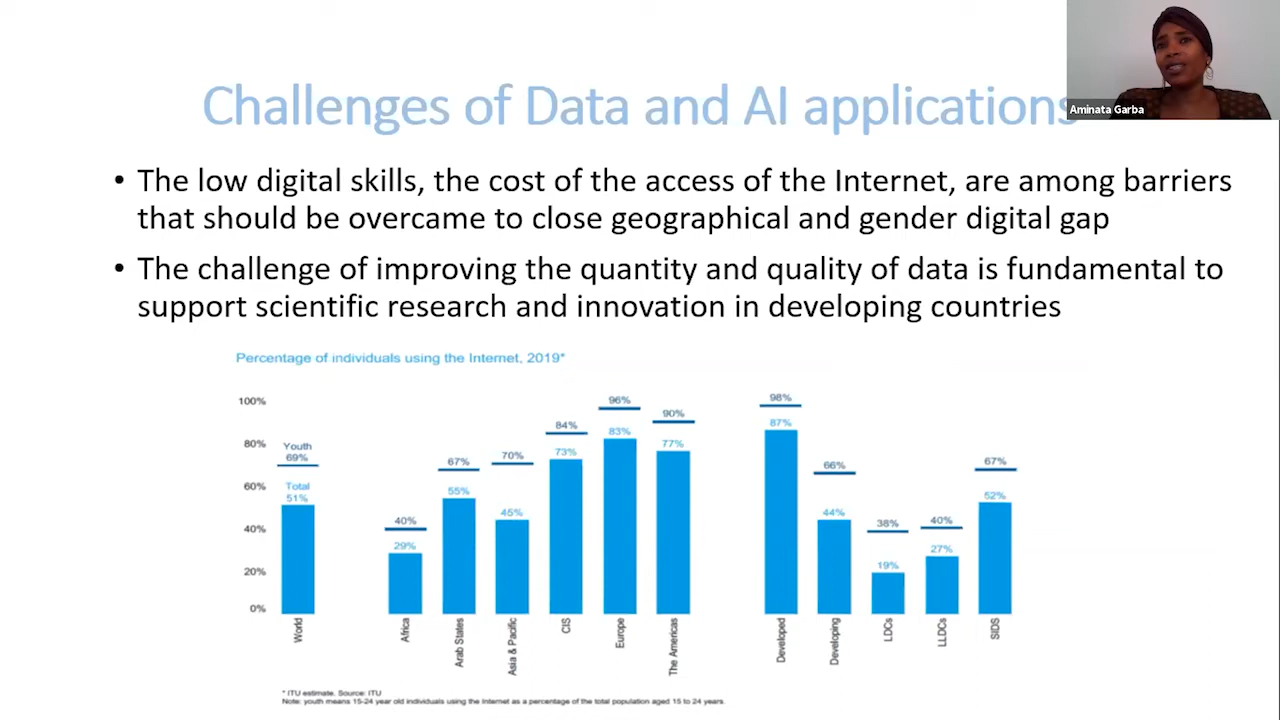 Challenges of Data and AI applications
Aminata Garba
• The low digital skills, the cost of the access of the Internet, are among barriers
that should be overcame to close geographical and gender digital gap
• The challenge of improving the quantity and quality of data is fundamental to
support scientific research and innovation in developing countries
Percentage of individuals using the Internet, 2019*
100%
80%
60%
40%
20%
0%
Youth
69%
Total
51%
40%
29%
67%
55%
70%
45%
84%
73%
96%
83%
90%
77%
98%
87%
66%
44%
38%
19%
40%
27%
67%
52%
World
Africa
Arab States
Asia & Pacific
CIS
Europe
The Americas
Developed
Developing
LDCs
LLDCs
SIDS
* ITU estimate. Source: ITU
Note: youth means 15-24 year old individuals using the Internet as a percentage of the total population aged 15 to 24 years.